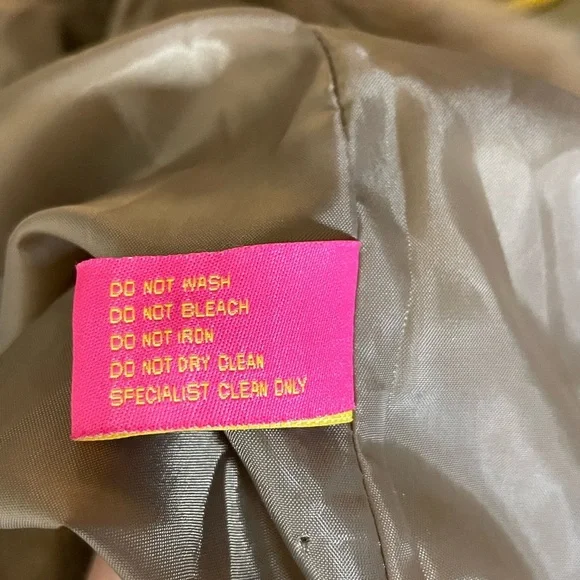 DO NOT WASH
DO NOT BLEACH
DO NOT IRON
DO NOT DRY CLEAN
SPECIALIST CLEAN ONLY